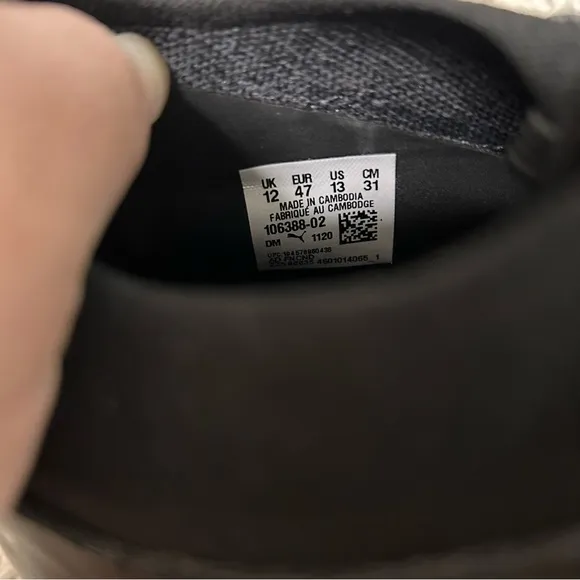 UK EUR US CM
12 47 13 31
MADE IN CAMBODIA
FABRIQUE AU CAMBODGE
106388-02
DM 1120